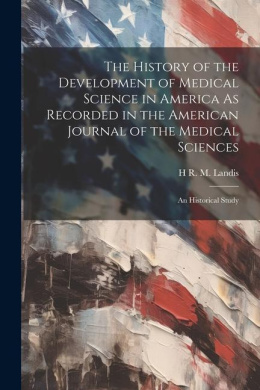 The History of the
Development of Medical
Science in America As
Recorded in the American
Journal of the Medical
Sciences
H R. M. Landis
An Historical Study